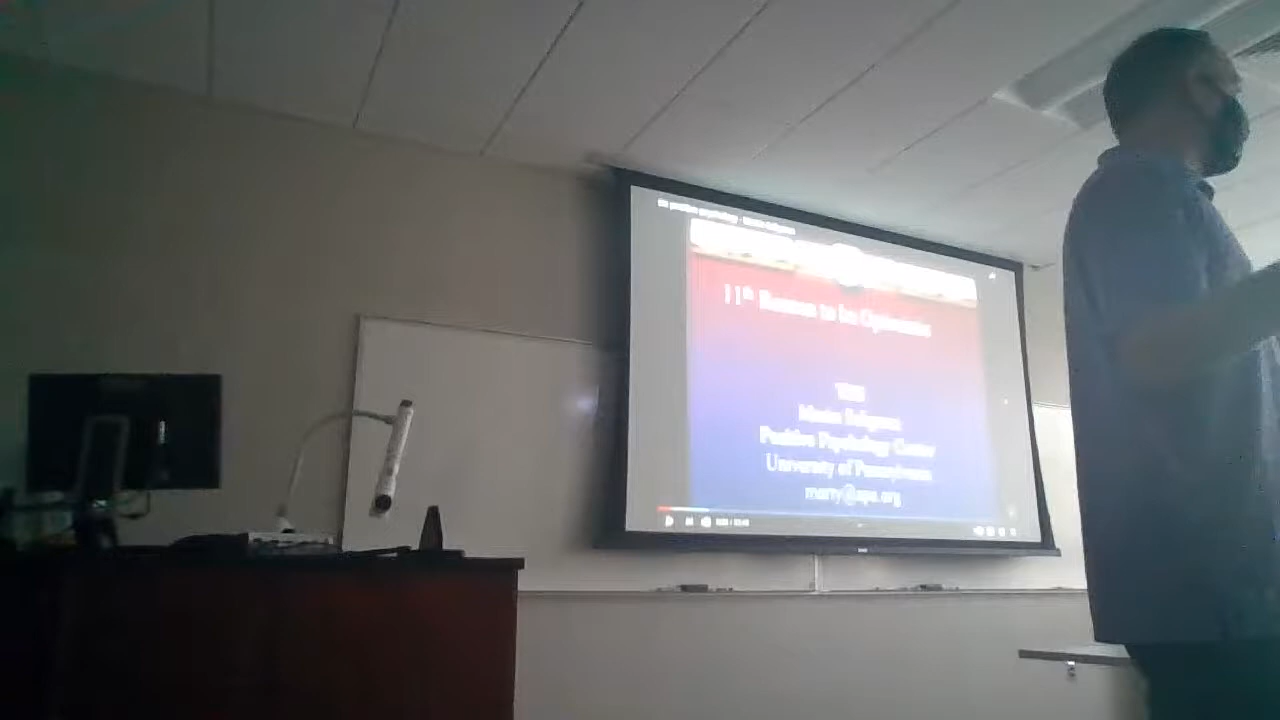 11th Reason to be Optimistic
TED
Martin Seligman
Positive Psychology Center
University of Pennsylvania
marty@apa.org